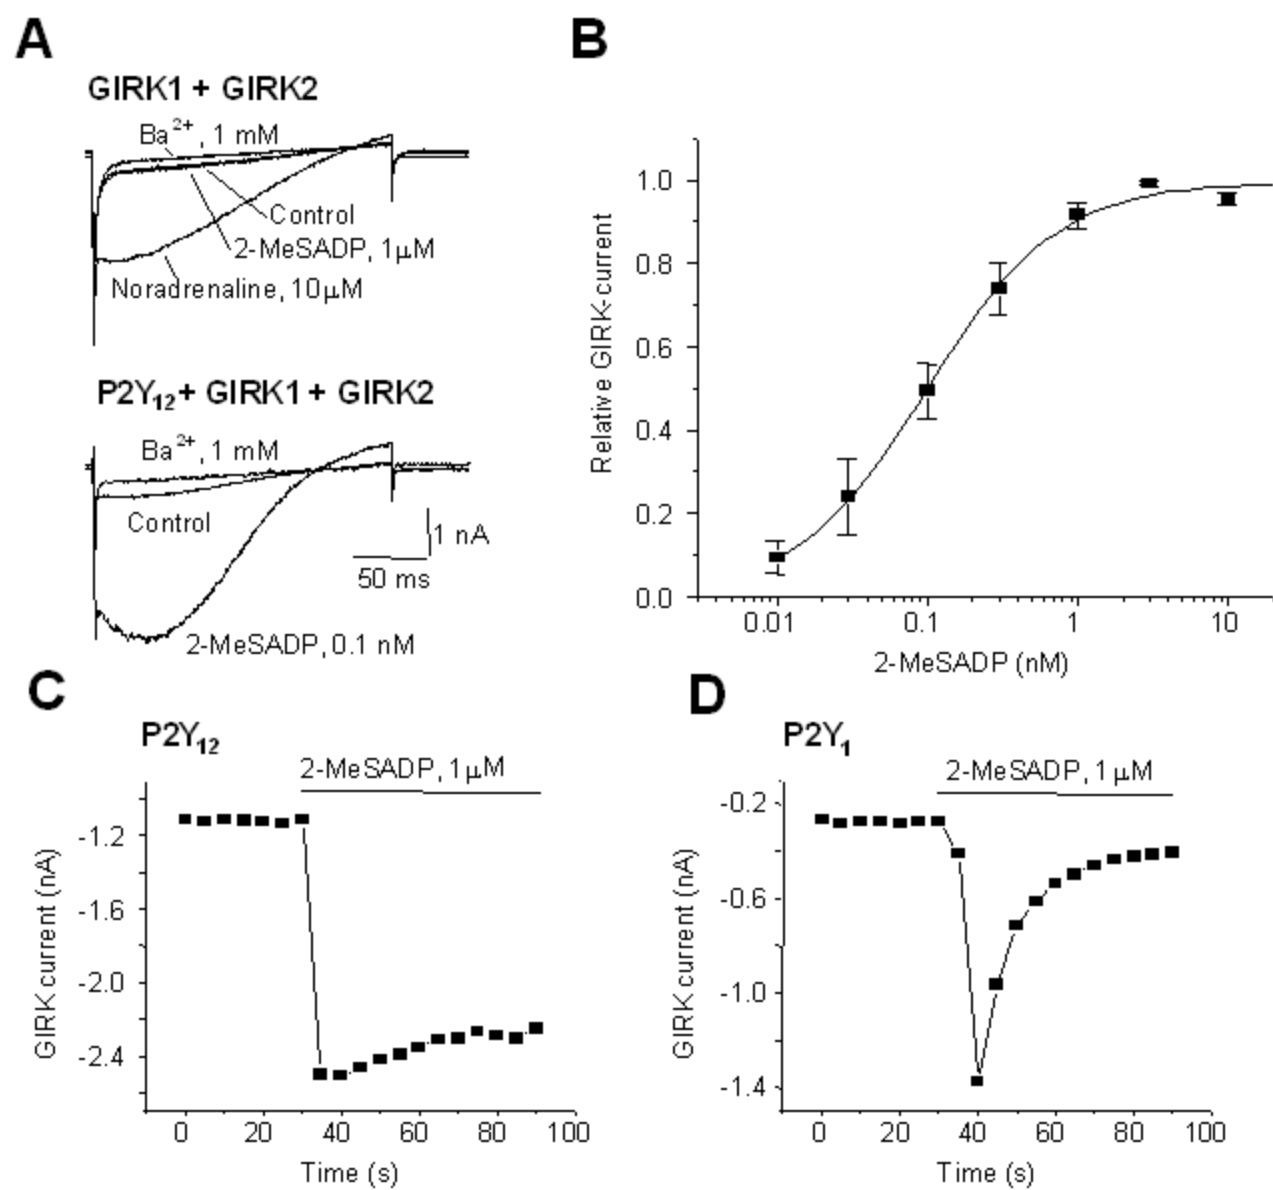 A
GIRK1 + GIRK2
Ba2+, 1 mM
Control
2-MeSADP, 1μM
Noradrenaline, 10μM
P2Y12+ GIRK1 + GIRK2
Ba2+, 1 mM
Control
1 nA
50 ms
2-MeSADP, 0.1 nM
B
Relative GIRK-current
1.0
0.8
0.6
0.4
0.2
0.0
0.01 0.1 1 10
2-MeSADP (nM)
C
P2Y12
2-MeSADP, 1μM
GIRK current (nA)
-1.2
-1.6
-2.0
-2.4
0 20 40 60 80 100
Time (s)
D
P2Y1
2-MeSADP, 1μM
GIRK current (nA)
-0.2
-0.6
-1.0
-1.4
0 20 40 60 80 100
Time (s)